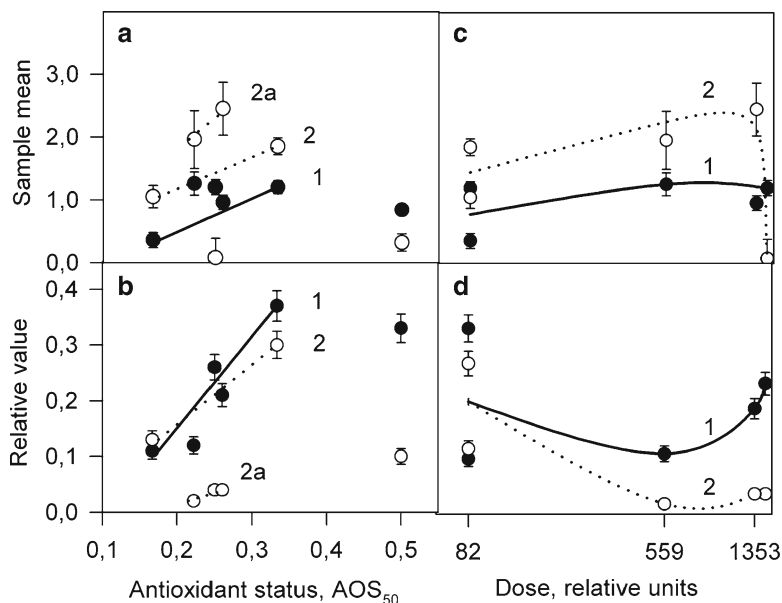 a
c
3,0
2,0
1,0
0,0
Sample mean
2a
2
1
2
1
b
d
0,4
0,3
0,2
0,1
0,0
Relative value
1
2
2a
1
2
0,1 0,2 0,3 0,4 0,5
82 559 1353
Antioxidant status, AOS50
Dose, relative units